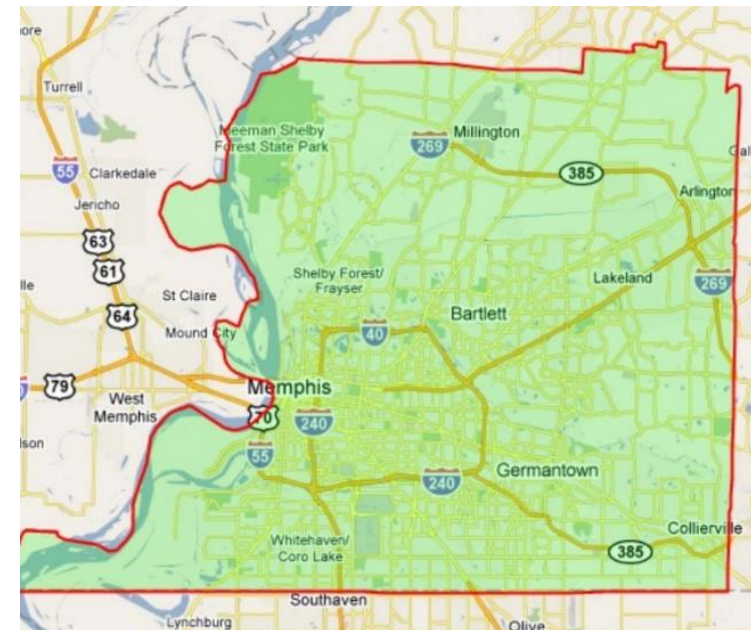 Turrell
Meeman Shelby
Forest State Park
Millington
269
385
55
Clarkedale
Jericho
Arlington
63
61
64
St Claire
Shelby Forest/
Frayser
Lakeland
269
Mound City
Bartlett
40
79
West
Memphis
Memphis
70
240
55
240
Germantown
Whitehaven/
Coro Lake
Collierville
385
Southaven
Lynchburg
Olive